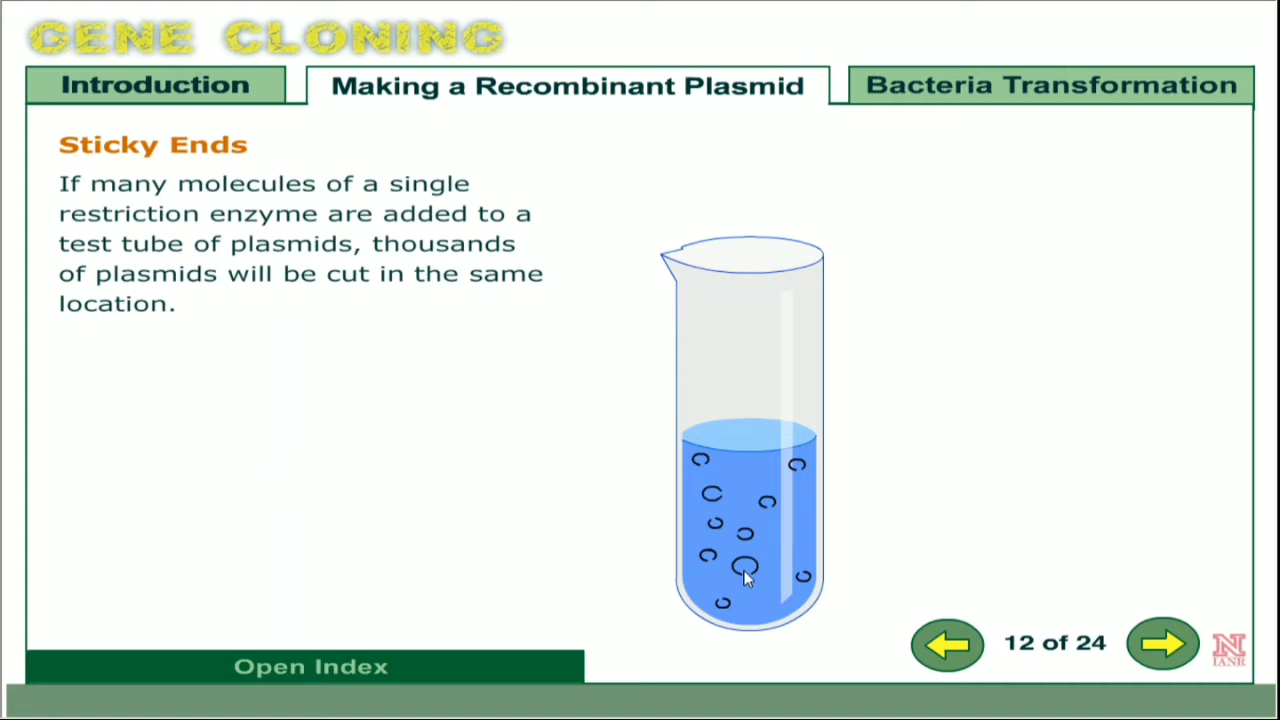 GENE CLONING
Introduction
Making a Recombinant Plasmid
Bacteria Transformation
Sticky Ends
If many molecules of a single
restriction enzyme are added to a
test tube of plasmids, thousands
of plasmids will be cut in the same
location.
12 of 24
N
IANR
Open Index